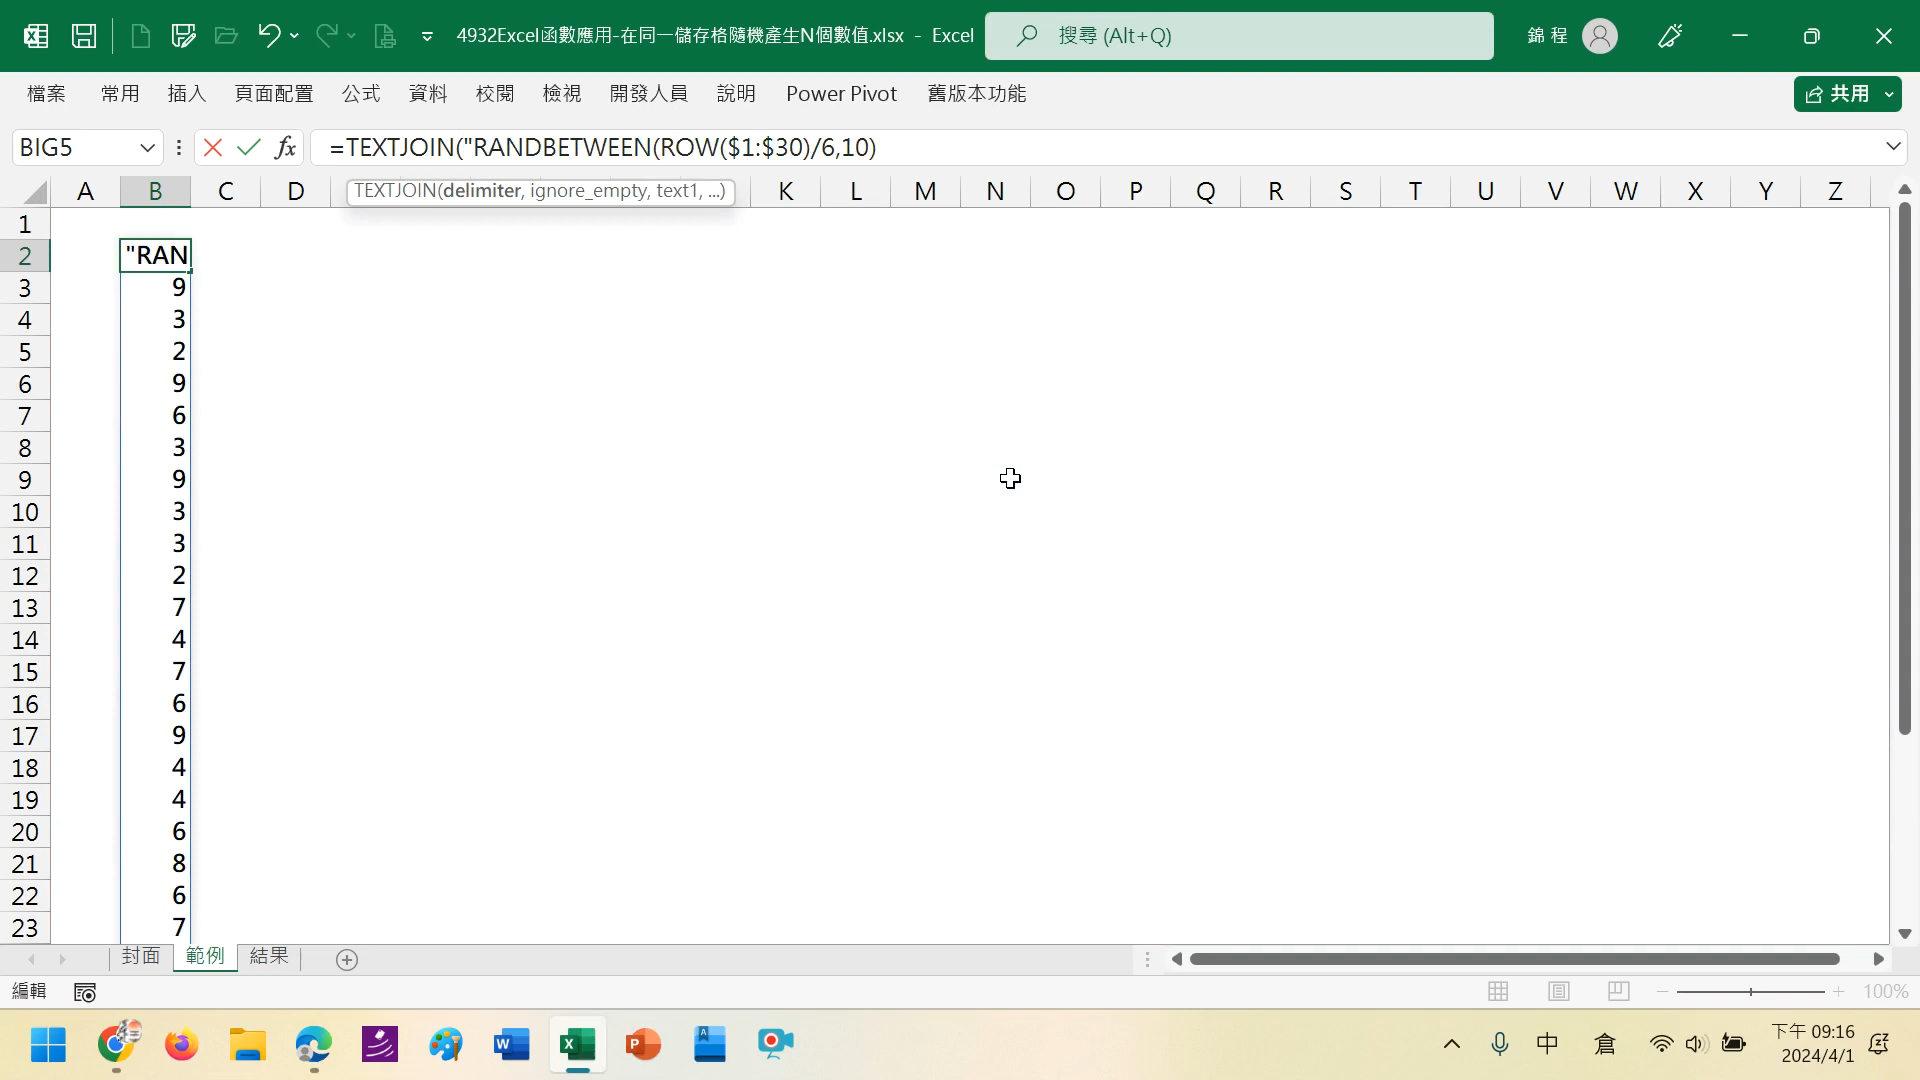 4932Excel函數應用-在同一儲存格隨機產生N個數值.xlsx - Excel
搜尋 (Alt+Q)
錦 程
檔案 常用 插入 頁面配置 公式 資料 校閱 檢視 開發人員 說明 Power Pivot 舊版本功能
共用
BIG5
fx
=TEXTJOIN("RANDBETWEEN(ROW($1:$30)/6,10)
TEXTJOIN(delimiter, ignore_empty, text1, ...)
A B C D K L M N O P Q R S T U V W X Y Z
1
2 "RAN
3 9
4 3
5 2
6 9
7 6
8 3
9 9
10 3
11 3
12 2
13 7
14 4
15 7
16 6
17 9
18 4
19 4
20 6
21 8
22 6
23 7
封面 範例 結果
編輯
100%
中 倉
下午 09:16
2024/4/1